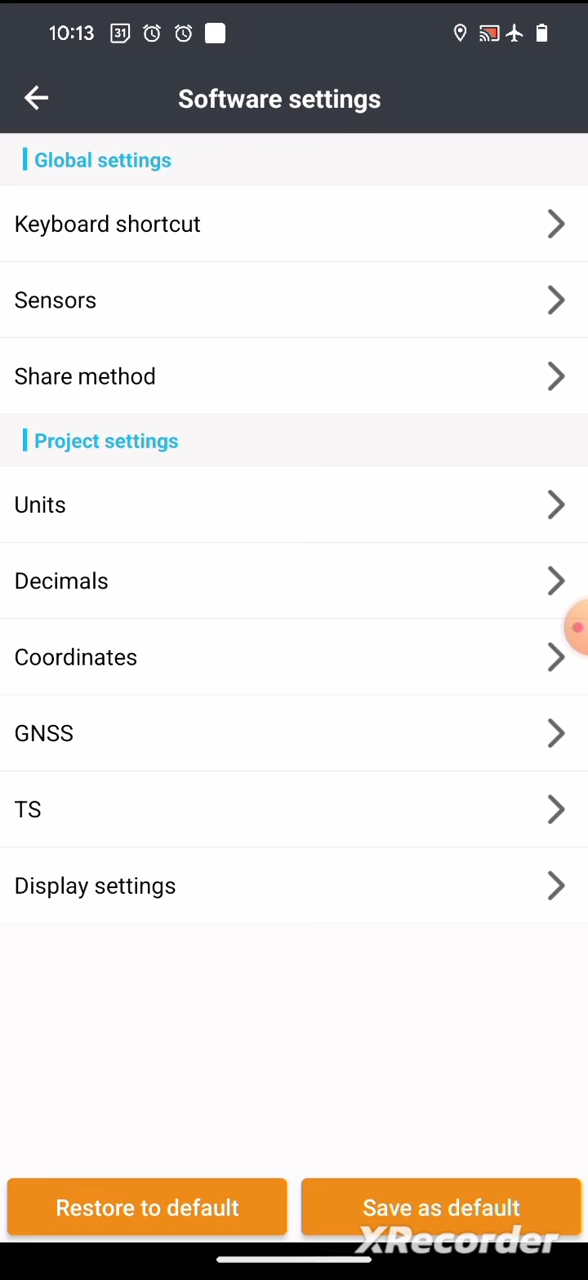 10:13
31
Software settings
Global settings
Keyboard shortcut
Sensors
Share method
Project settings
Units
Decimals
Coordinates
GNSS
TS
Display settings
Restore to default
Save as default
XRecorder